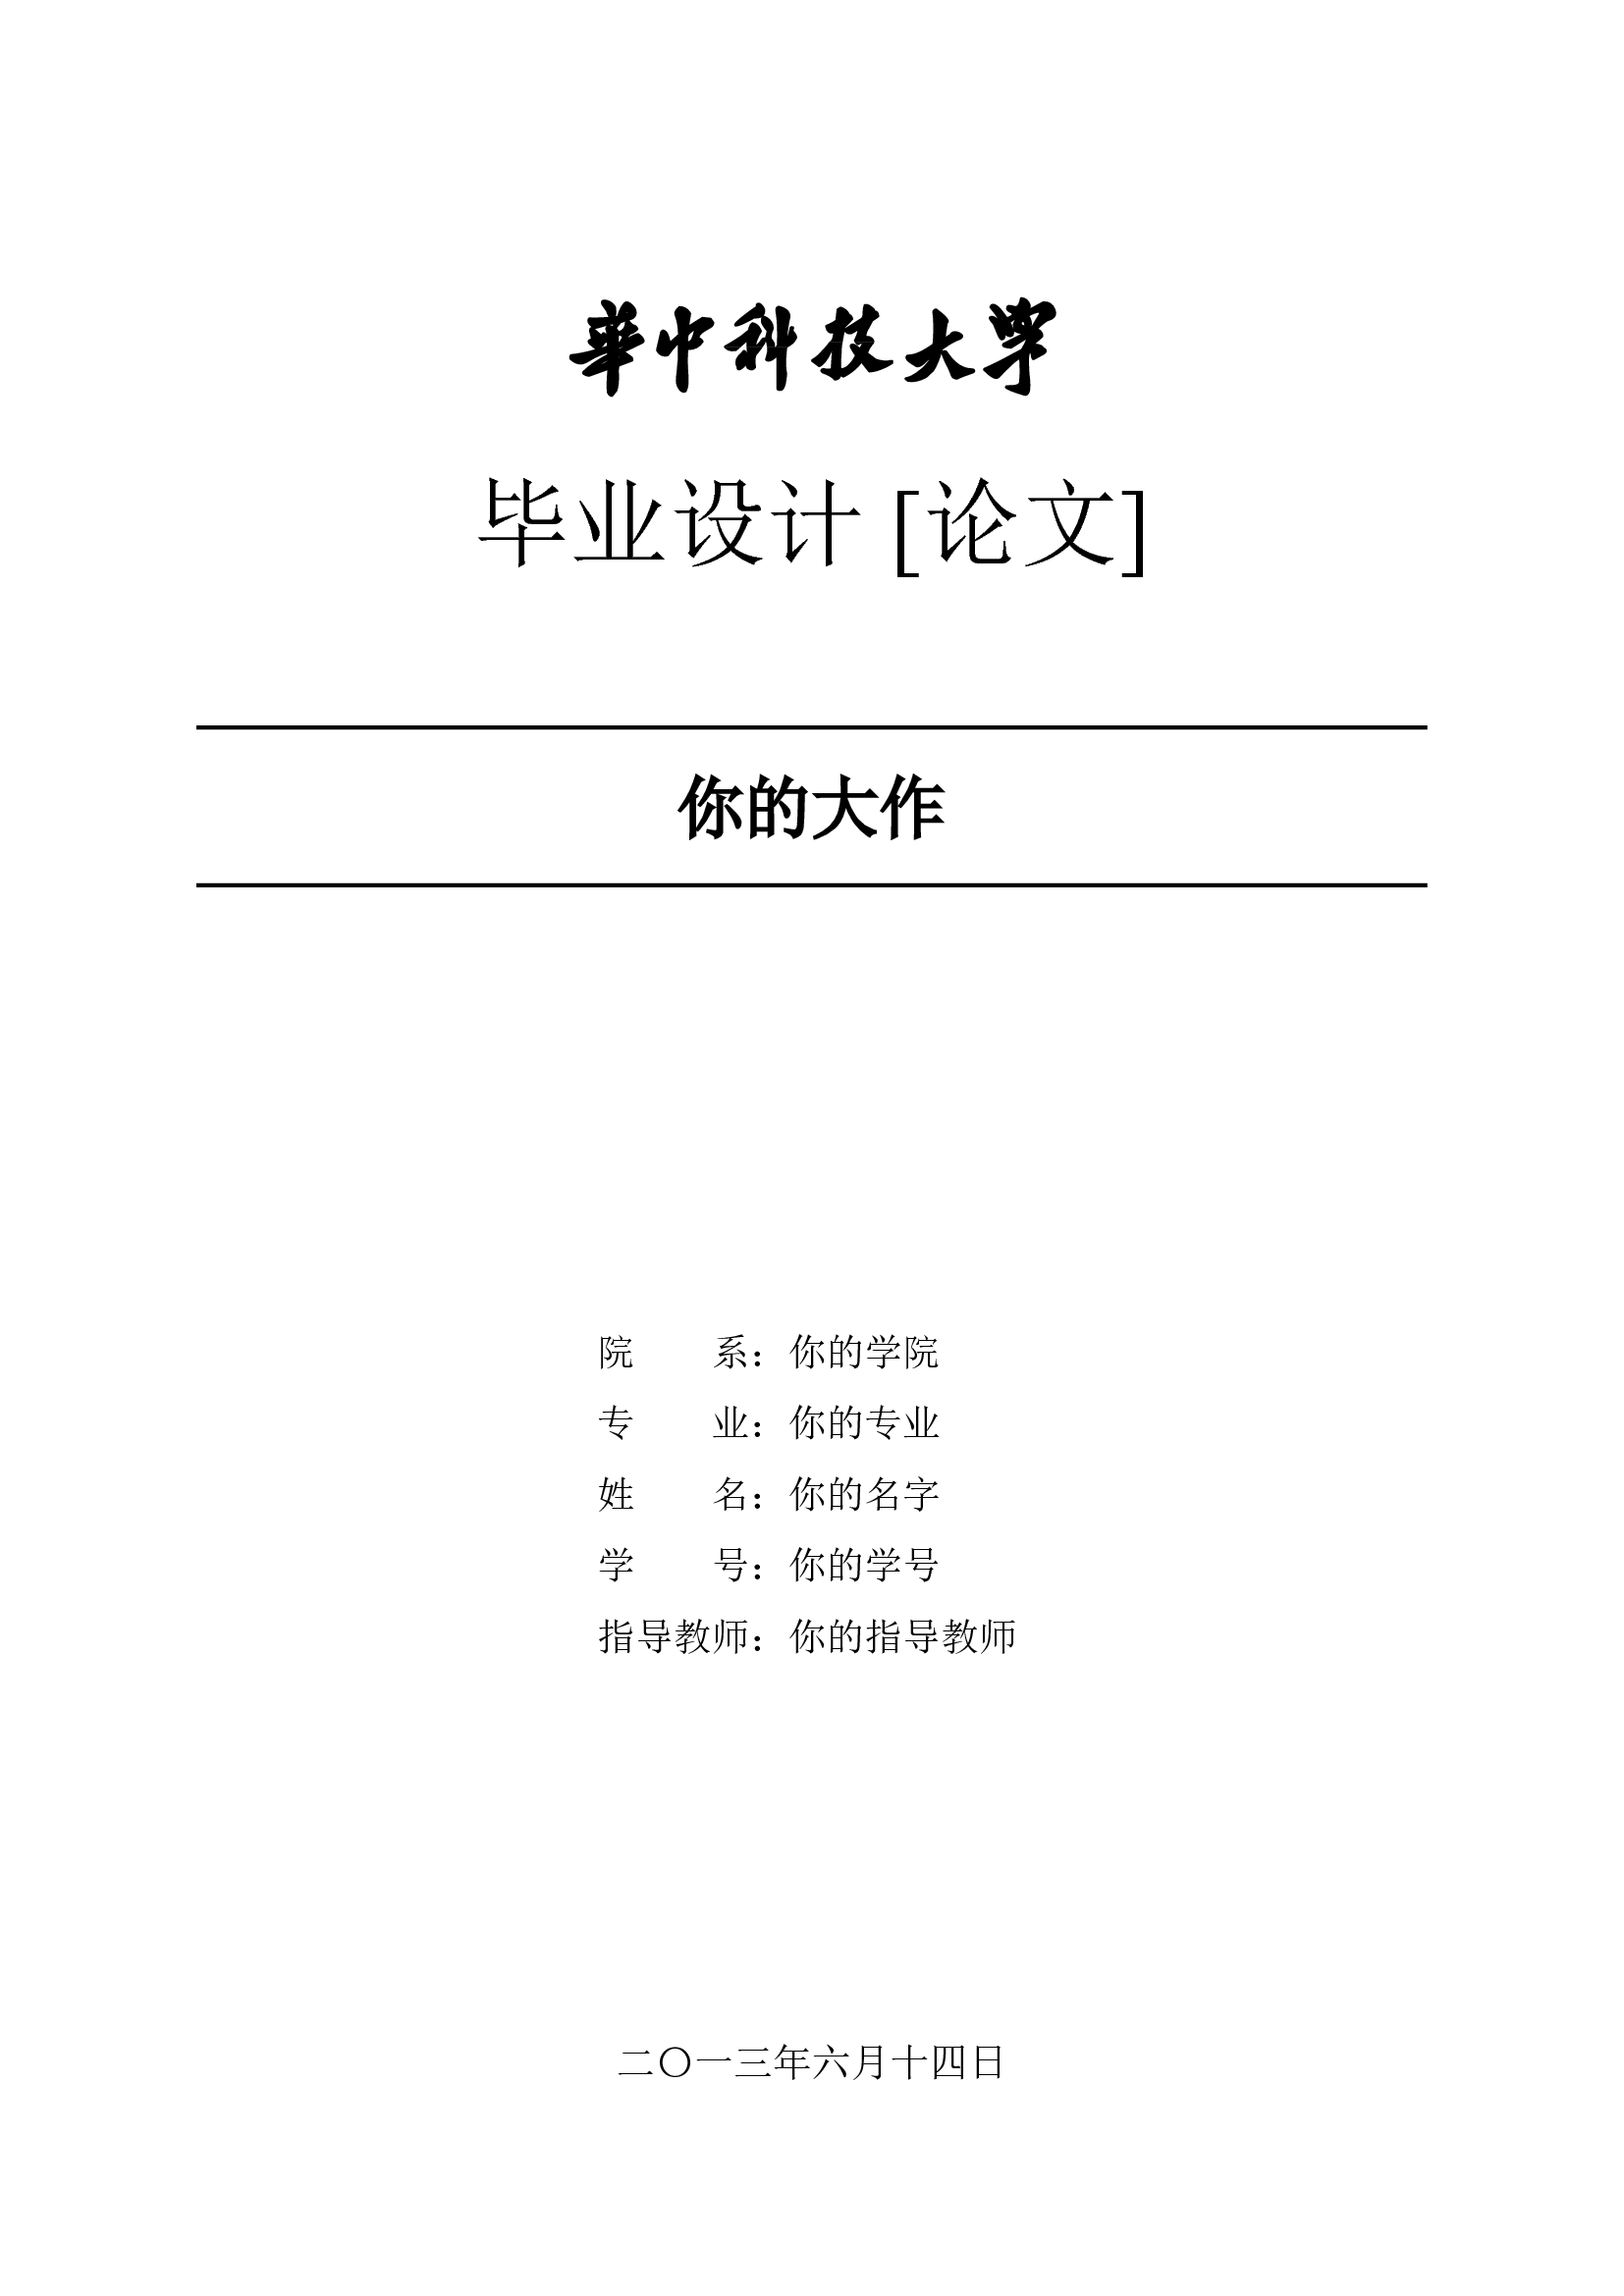 華中科技大学
毕业设计 [论文]
你的大作
院　　系：你的学院
专　　业：你的专业
姓　　名：你的名字
学　　号：你的学号
指导教师：你的指导教师
二〇一三年六月十四日